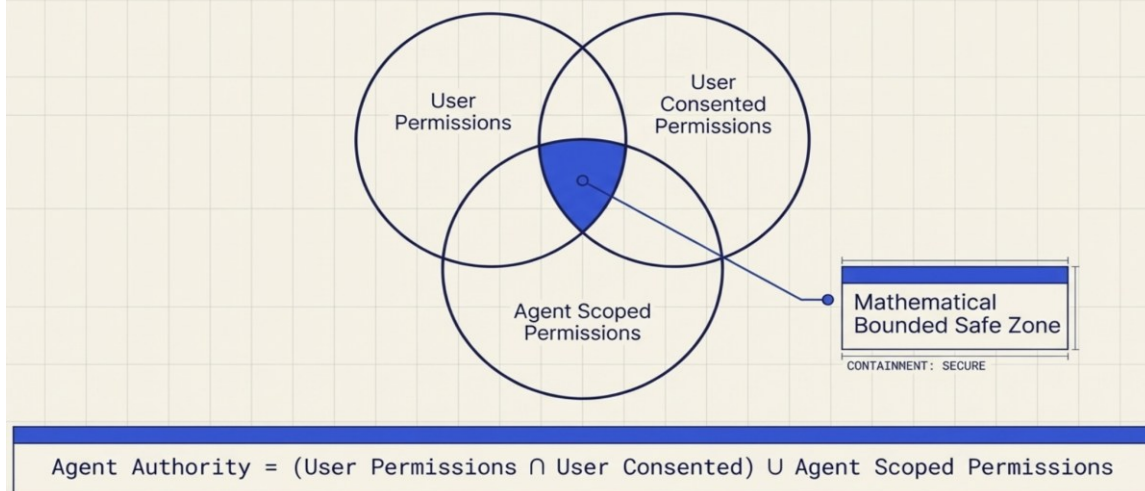 User
Permissions
User
Consented
Permissions
Agent Scoped
Permissions
Mathematical
Bounded Safe Zone
CONTAINMENT: SECURE
Agent Authority = (User Permissions ∩ User Consented) ∪ Agent Scoped Permissions